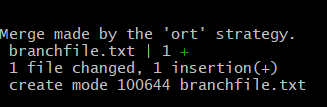 Merge made by the 'ort' strategy.
 branchfile.txt | 1 +
 1 file changed, 1 insertion(+)
 create mode 100644 branchfile.txt